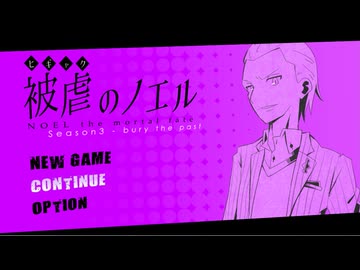 ヒギャク
被虐のノエル
NOEL the mortal fate
Season3 - bury the past
NEW GAME
CONTINUE
OPTION